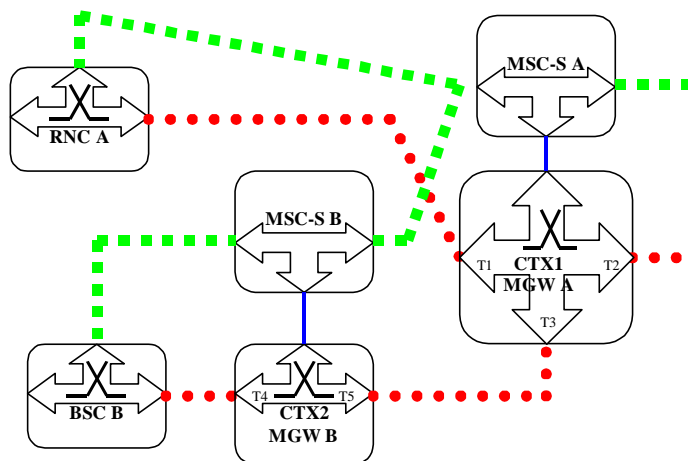 MSC-S A
RNC A
MSC-S B
T1
CTX1
T2
MGW A
T3
BSC B
T4
CTX2
T5
MGW B